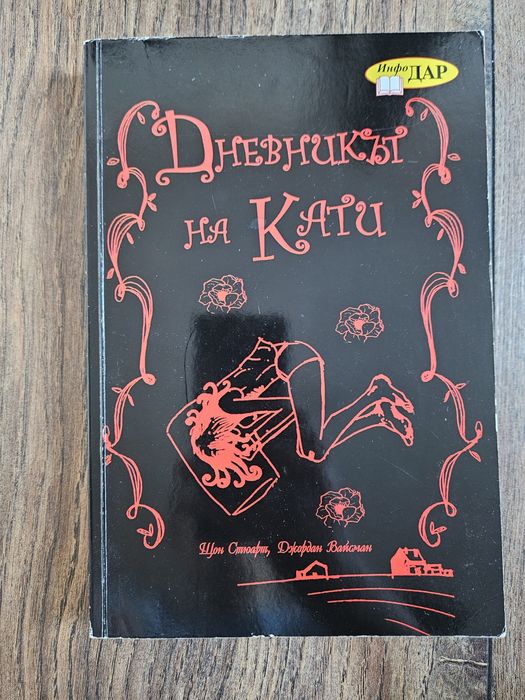 Инфо ДАР
Дневникът
на Кати
Шон Стюарт, Джордан Вайсман